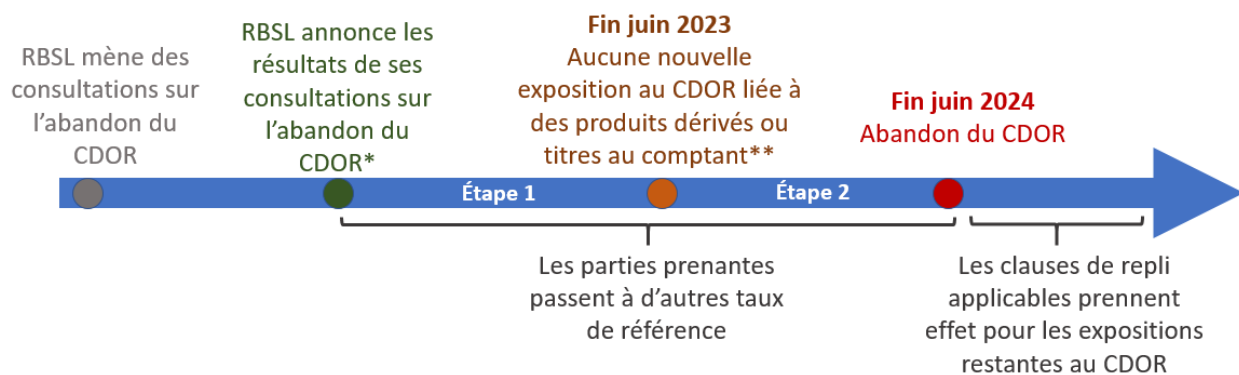 RBSL mène des
consultations sur
l’abandon du
CDOR
RBSL annonce les
résultats de ses
consultations sur
l’abandon du
CDOR*
Fin juin 2023
Aucune nouvelle
exposition au CDOR liée à
des produits dérivés ou
titres au comptant**
Fin juin 2024
Abandon du CDOR
Étape 1
Étape 2
Les parties prenantes
passent à d’autres taux
de référence
Les clauses de repli
applicables prennent
effet pour les expositions
restantes au CDOR